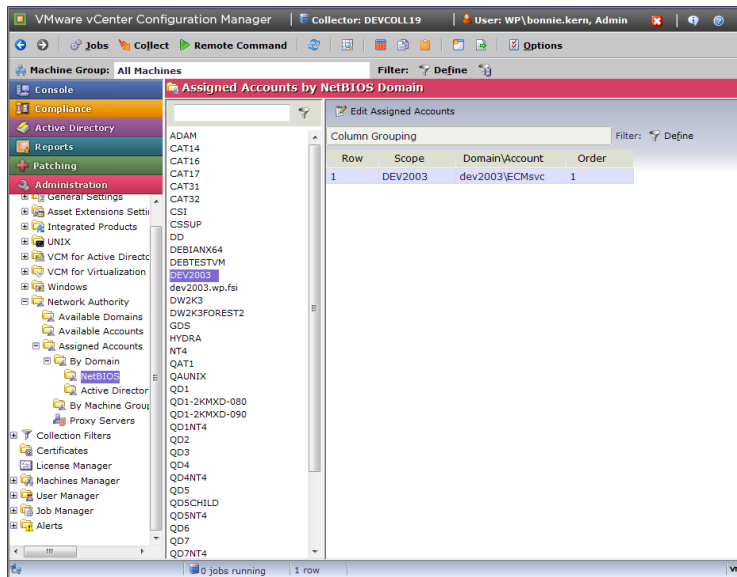 VMware vCenter Configuration Manager
Collector: DEVCOLL19
User: WP\bonnie.kern, Admin
Jobs
Collect
Remote Command
Options
Machine Group: All Machines
Filter: Define
Console
Compliance
Active Directory
Reports
Patching
Administration
General Settings
Asset Extensions Setti
Integrated Products
UNIX
VCM for Active Directo
VCM for Virtualization
Windows
Network Authority
Available Domains
Available Accounts
Assigned Accounts
By Domain
NetBIOS
Active Director
By Machine Group
Proxy Servers
Collection Filters
Certificates
License Manager
Machines Manager
User Manager
Job Manager
Alerts
Assigned Accounts by NetBIOS Domain
ADAM
CAT14
CAT16
CAT17
CAT31
CAT32
CSI
CSSUP
DD
DEBIANX64
DEBTESTVM
DEV2003
dev2003.wp.fsi
DW2K3
DW2K3FOREST2
GDS
HYDRA
NT4
QAT1
QAUNIX
QD1
QD1-2KMXD-080
QD1-2KMXD-090
QD1NT4
QD2
QD3
QD4
QD4NT4
QD5
QD5CHILD
QD5NT4
QD6
QD7
QD7NT4
Edit Assigned Accounts
Column Grouping
Filter: Define
Row Scope Domain\Account Order
1 DEV2003 dev2003\ECMsvc 1
0 jobs running
1 row